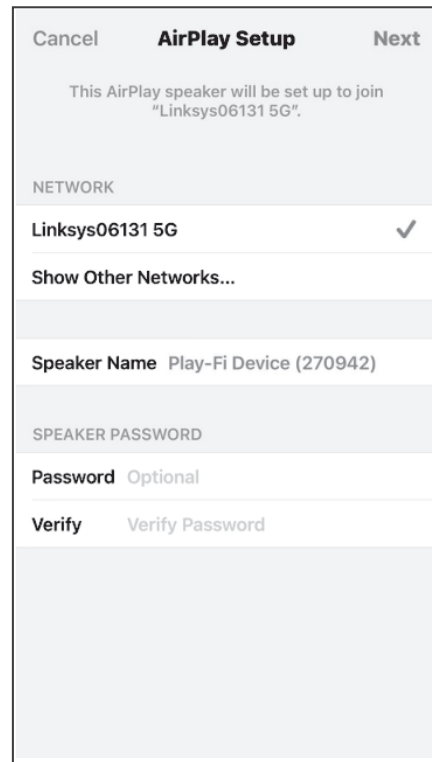 Cancel AirPlay Setup Next
This AirPlay speaker will be set up to join
“Linksys06131 5G”.
NETWORK
Linksys06131 5G
Show Other Networks...
Speaker Name Play-Fi Device (270942)
SPEAKER PASSWORD
Password Optional
Verify Verify Password